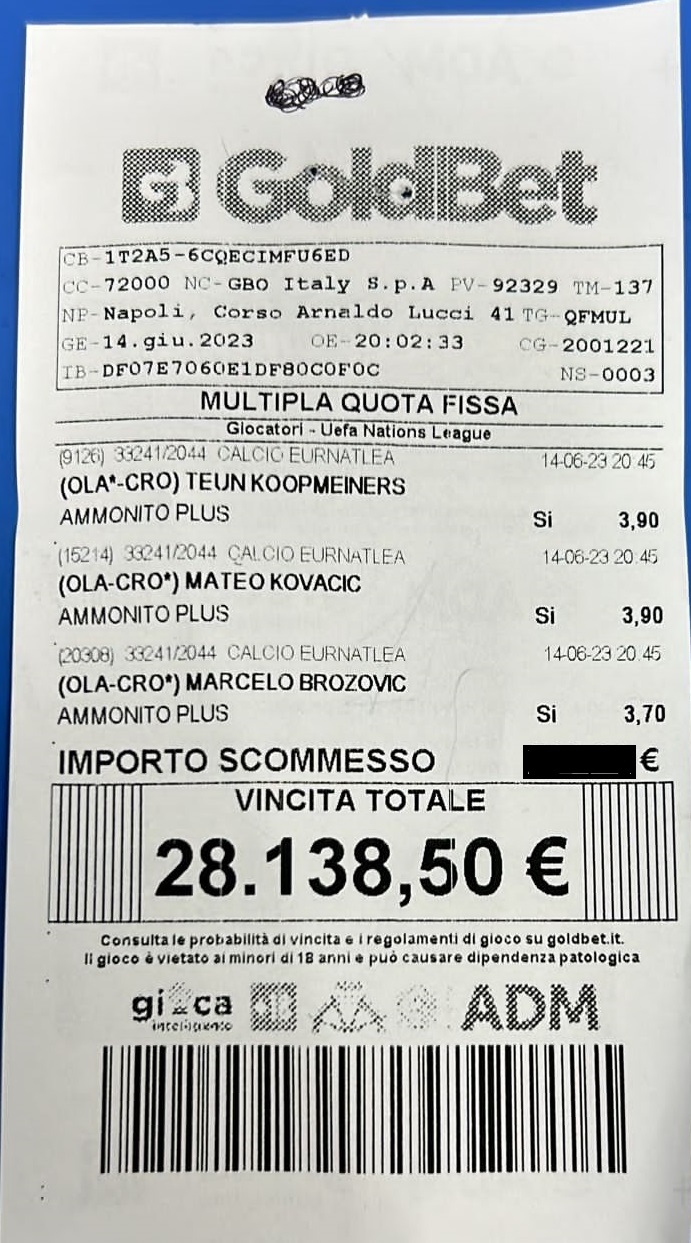 GoldBet
CB-1T2A5-6CQECIMFU6ED
CC-72000 NC-GBO Italy S.p.A PV-92329 TM-137
NP-Napoli, Corso Arnaldo Lucci 41 TG-QFMUL
GE-14.giu.2023 OE-20:02:33 CG-2001221
IB-DF07E7060E1DF80C0F0C NS-0003
MULTIPLA QUOTA FISSA
Giocatori - Uefa Nations League
(9126) 33241/2044 CALCIO EURNATLEA 14-06-23 20:45
(OLA*-CRO) TEUN KOOPMEINERS
AMMONITO PLUS Si 3,90
(15214) 33241/2044 CALCIO EURNATLEA 14-06-23 20:45
(OLA-CRO*) MATEO KOVACIC
AMMONITO PLUS Si 3,90
(20308) 33241/2044 CALCIO EURNATLEA 14-06-23 20:45
(OLA-CRO*) MARCELO BROZOVIC
AMMONITO PLUS Si 3,70
IMPORTO SCOMMESSO €
VINCITA TOTALE
28.138,50 €
Consulta le probabilità di vincita e i regolamenti di gioco su goldbet.it.
Il gioco è vietato ai minori di 18 anni e può causare dipendenza patologica
ADM